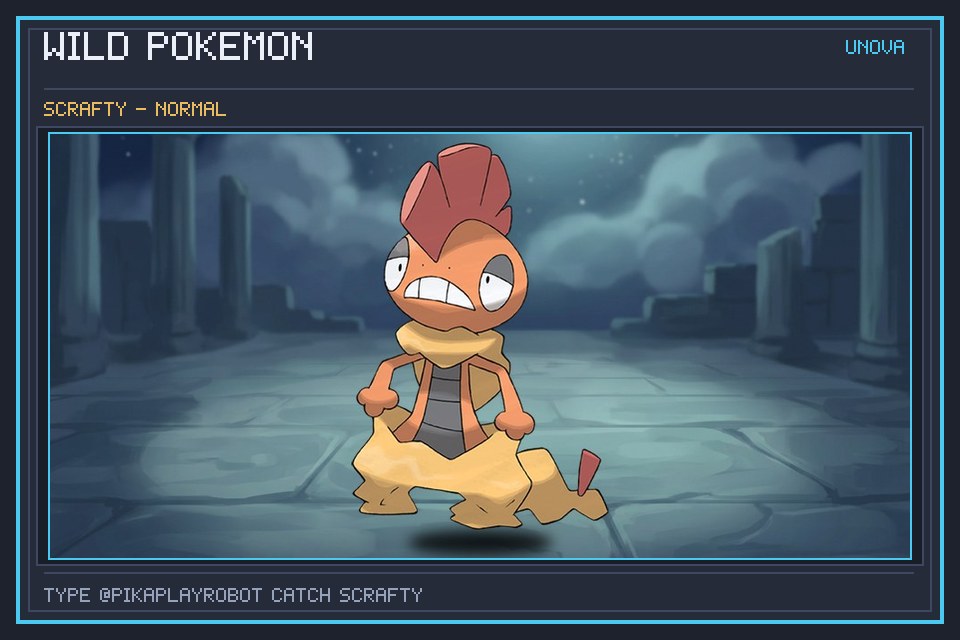 WILD POKEMON
UNOVA
SCRAFTY - NORMAL
TYPE @PIKAPLAYROBOT CATCH SCRAFTY